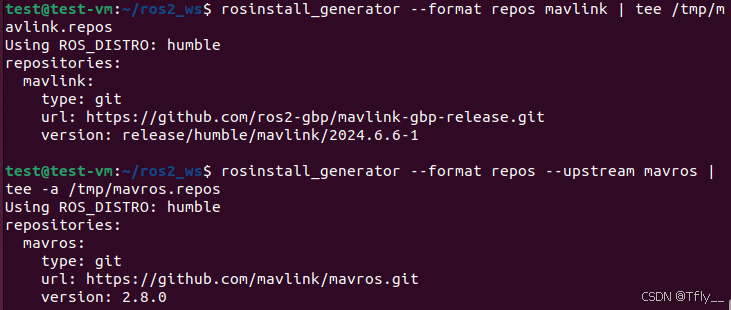 test@test-vm:~/ros2_ws$ rosinstall_generator --format repos mavlink | tee /tmp/m
avlink.repos
Using ROS_DISTRO: humble
repositories:
  mavlink:
    type: git
    url: https://github.com/ros2-gbp/mavlink-gbp-release.git
    version: release/humble/mavlink/2024.6.6-1
test@test-vm:~/ros2_ws$ rosinstall_generator --format repos --upstream mavros |
tee -a /tmp/mavros.repos
Using ROS_DISTRO: humble
repositories:
  mavros:
    type: git
    url: https://github.com/mavlink/mavros.git
    version: 2.8.0
CSDN @Tfly__